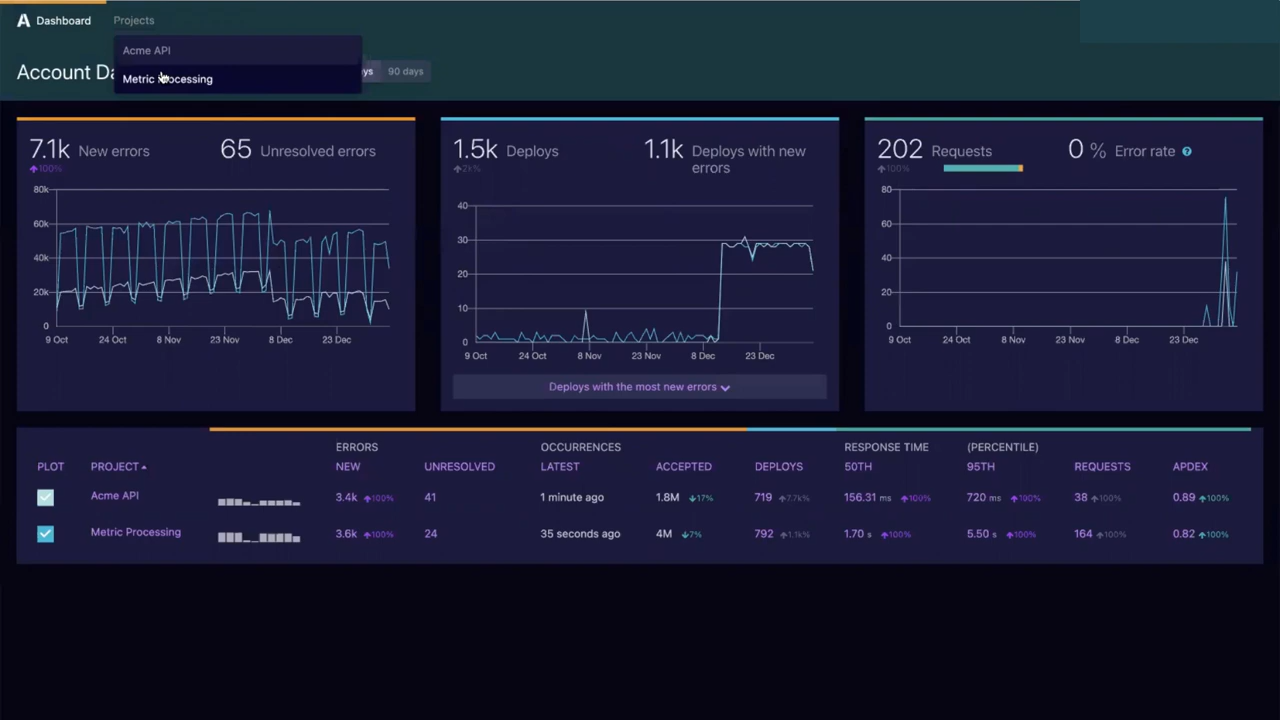 Dashboard
Projects
Acme API
Metric Processing
Account Da
ys
90 days
7.1k New errors
100%
65 Unresolved errors
80k
60k
40k
20k
0
9 Oct 24 Oct 8 Nov 23 Nov 8 Dec 23 Dec
1.5k Deploys
2k%
1.1k Deploys with new
errors
40
30
20
10
0
9 Oct 24 Oct 8 Nov 23 Nov 8 Dec 23 Dec
Deploys with the most new errors
202 Requests
100%
0 % Error rate ?
80
60
40
20
0
9 Oct 24 Oct 8 Nov 23 Nov 8 Dec 23 Dec
ERRORS OCCURRENCES RESPONSE TIME (PERCENTILE)
PLOT PROJECT NEW UNRESOLVED LATEST ACCEPTED DEPLOYS 50TH 95TH REQUESTS APDEX
Acme API 3.4k 100% 41 1 minute ago 1.8M 17% 719 7.7k% 156.31 ms 100% 720 ms 100% 38 100% 0.89 100%
Metric Processing 3.6k 100% 24 35 seconds ago 4M 7% 792 1.1k% 1.70 s 100% 5.50 s 100% 164 100% 0.82 100%